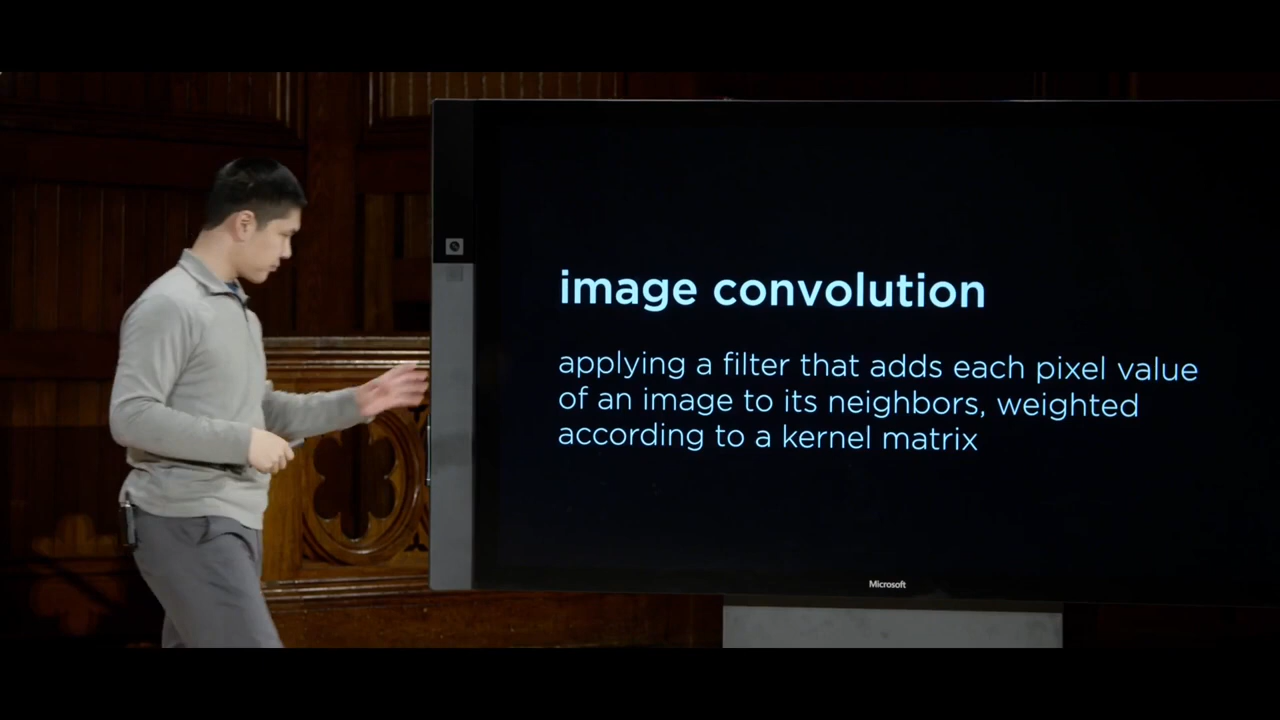 image convolution
applying a filter that adds each pixel value
of an image to its neighbors, weighted
according to a kernel matrix
Microsoft